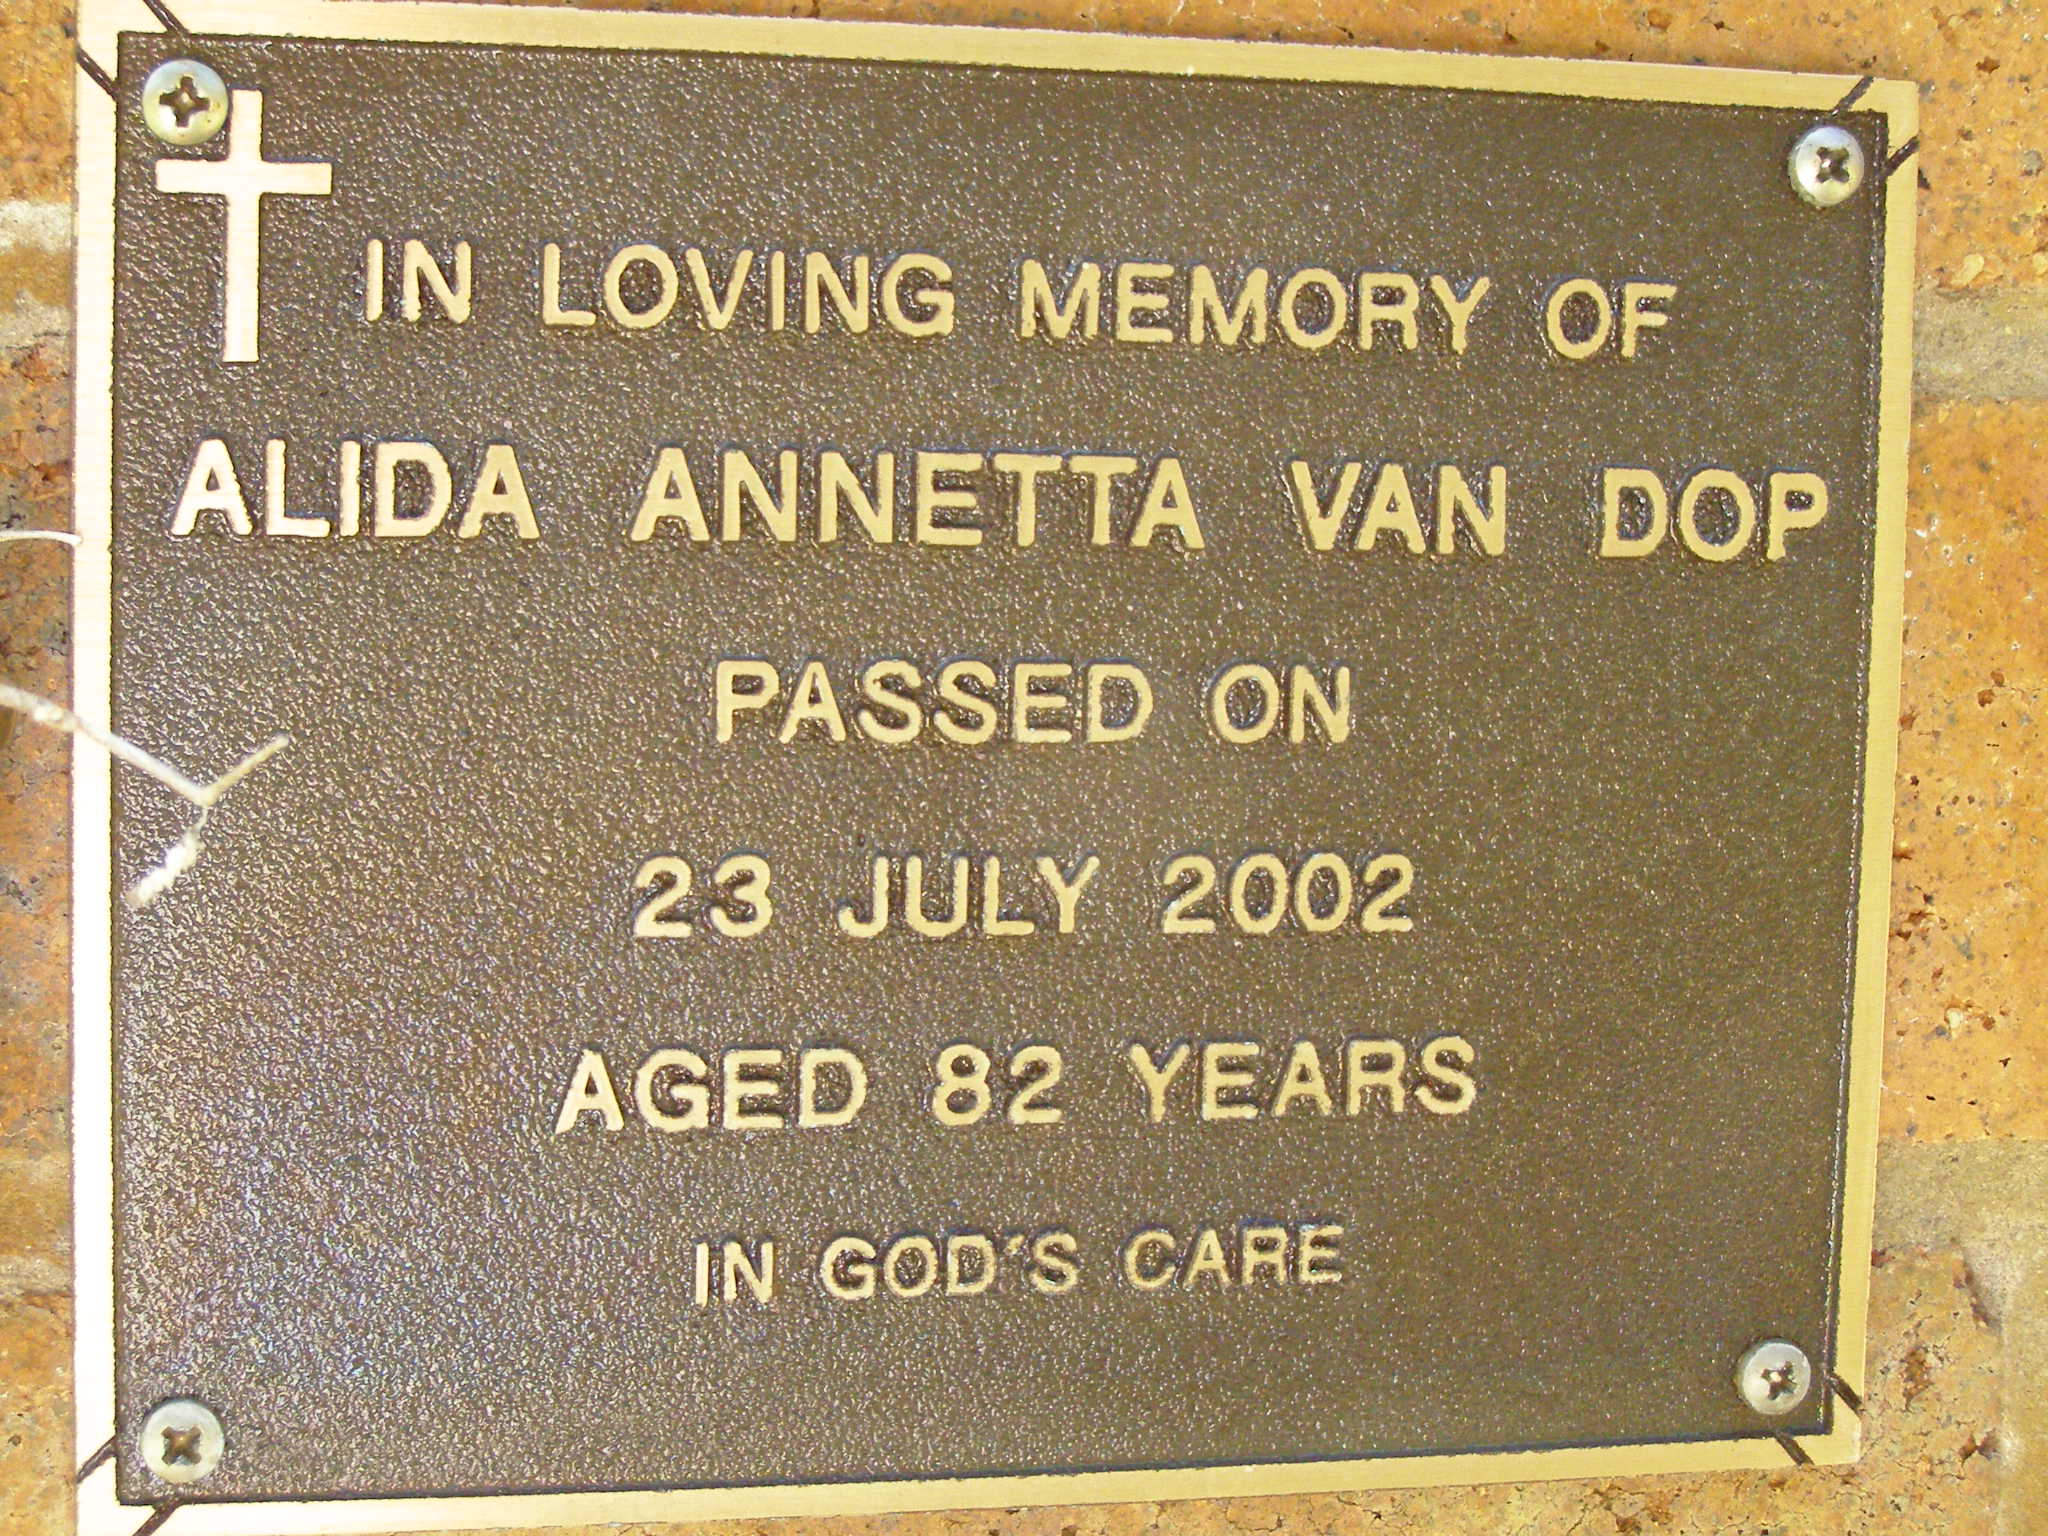 IN LOVING MEMORY OF
ALIDA ANNETTA VAN DOP
PASSED ON
23 JULY 2002
AGED 82 YEARS
IN GOD'S CARE